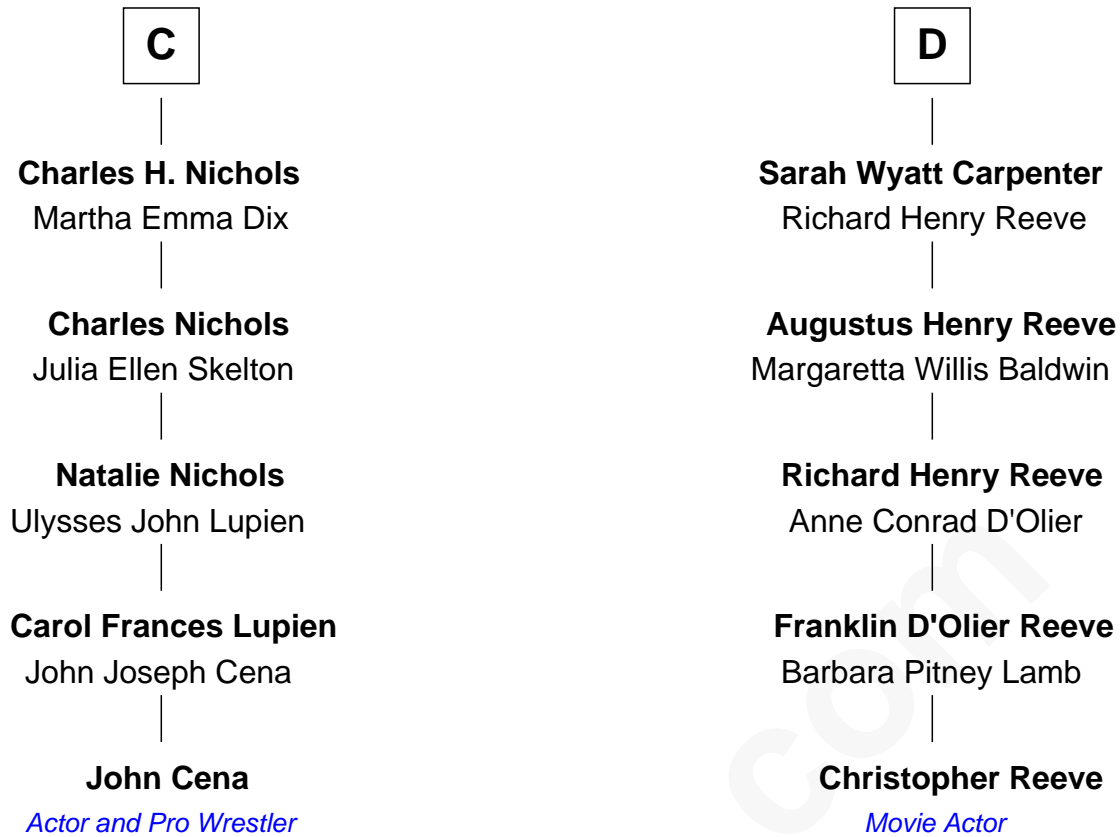 C
D
Charles H. Nichols
Martha Emma Dix
Sarah Wyatt Carpenter
Richard Henry Reeve
Charles Nichols
Julia Ellen Skelton
Augustus Henry Reeve
Margaretta Willis Baldwin
Natalie Nichols
Ulysses John Lupien
Richard Henry Reeve
Anne Conrad D'Olier
Carol Frances Lupien
John Joseph Cena
Franklin D'Olier Reeve
Barbara Pitney Lamb
John Cena
Actor and Pro Wrestler
Christopher Reeve
Movie Actor
com